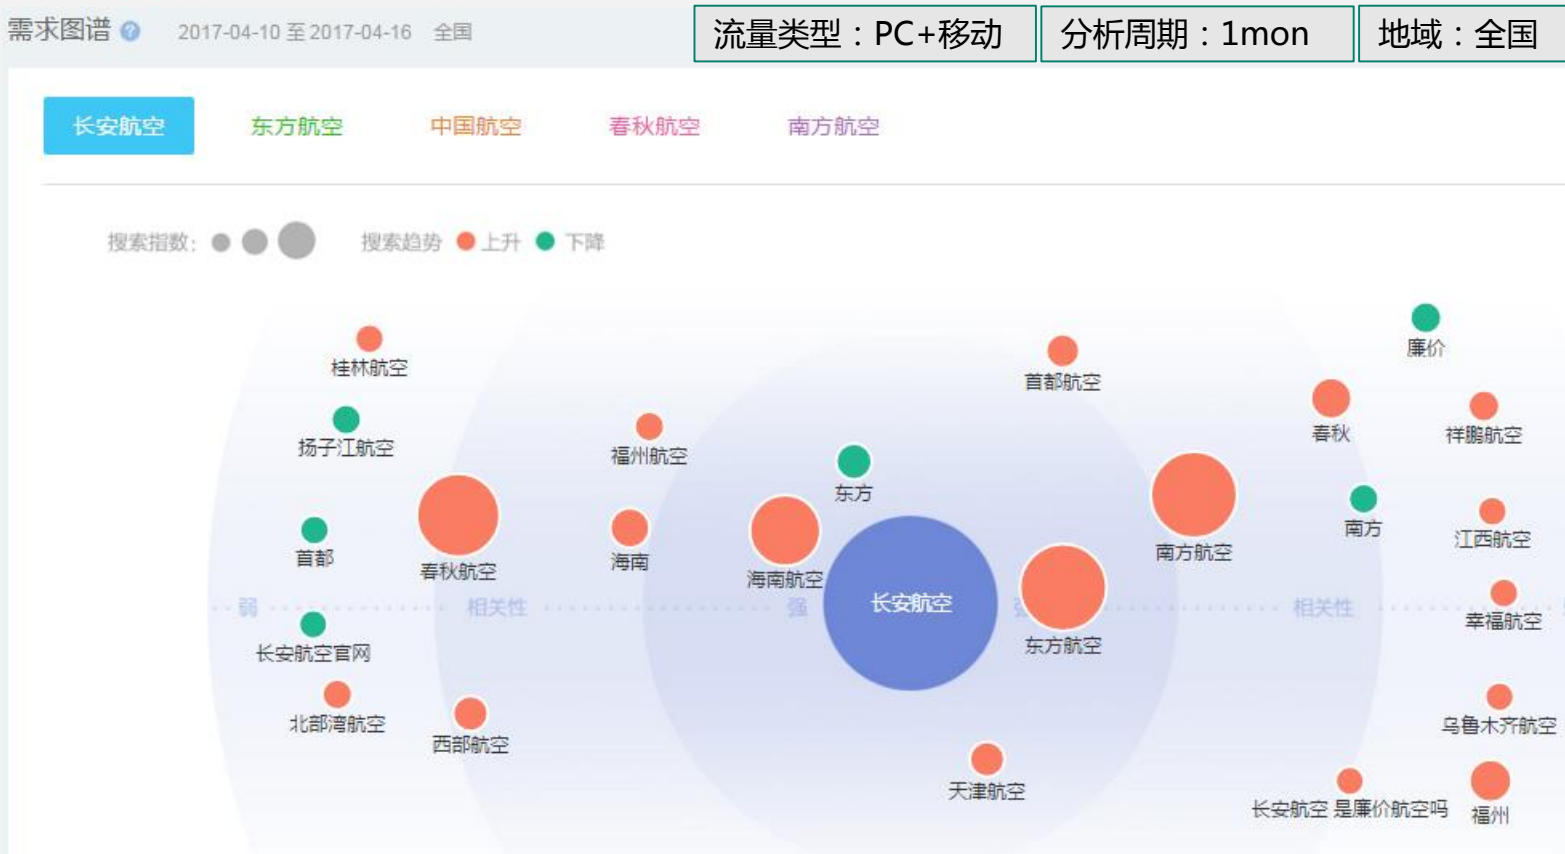 需求图谱 ? 2017-04-10 至 2017-04-16 全国
流量类型：PC+移动 分析周期：1mon 地域：全国
长安航空 东方航空 中国航空 春秋航空 南方航空
搜索指数: 搜索趋势 上升 下降
廉价
桂林航空
首都航空
春秋
祥鹏航空
扬子江航空
福州航空
东方
南方
江西航空
首都
春秋航空
海南
海南航空
南方航空
弱 相关性 强 长安航空 强 相关性
幸福航空
长安航空官网
东方航空
北部湾航空
西部航空
乌鲁木齐航空
天津航空
长安航空 是廉价航空吗
福州